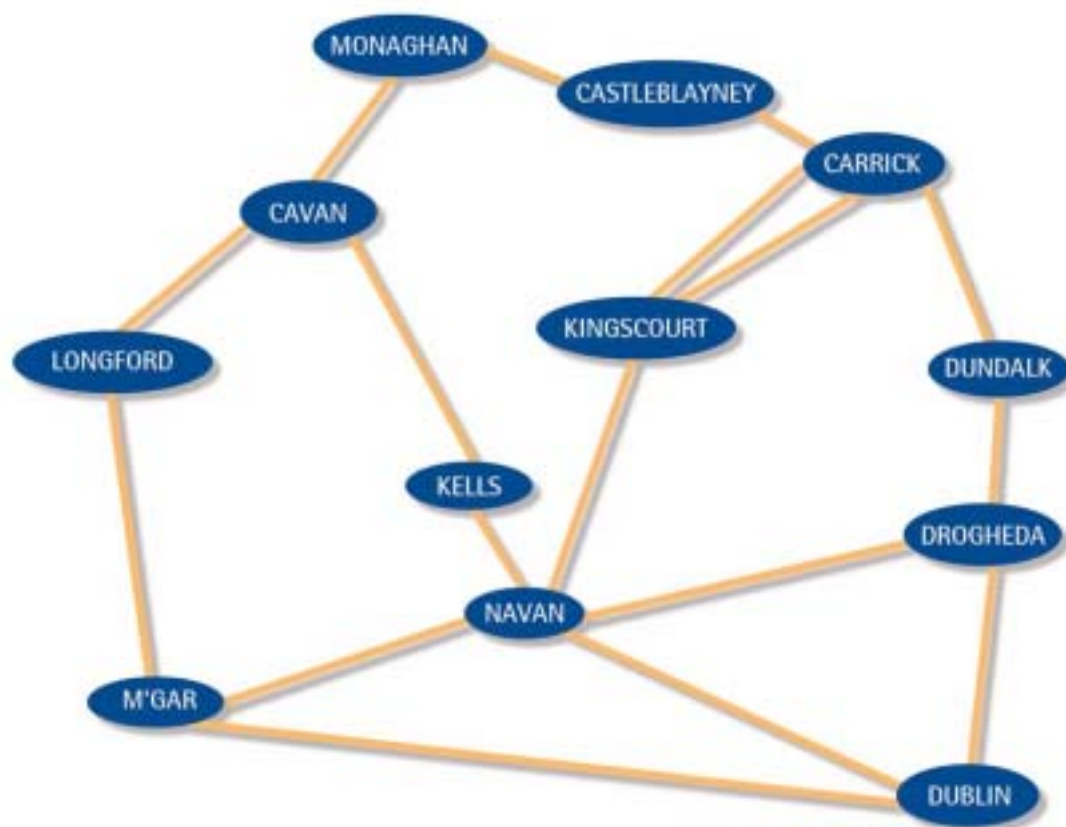 MONAGHAN
CASTLEBLAYNEY
CARRICK
CAVAN
KINGSCOURT
LONGFORD
DUNDALK
KELLS
DROGHEDA
NAVAN
M'GAR
DUBLIN